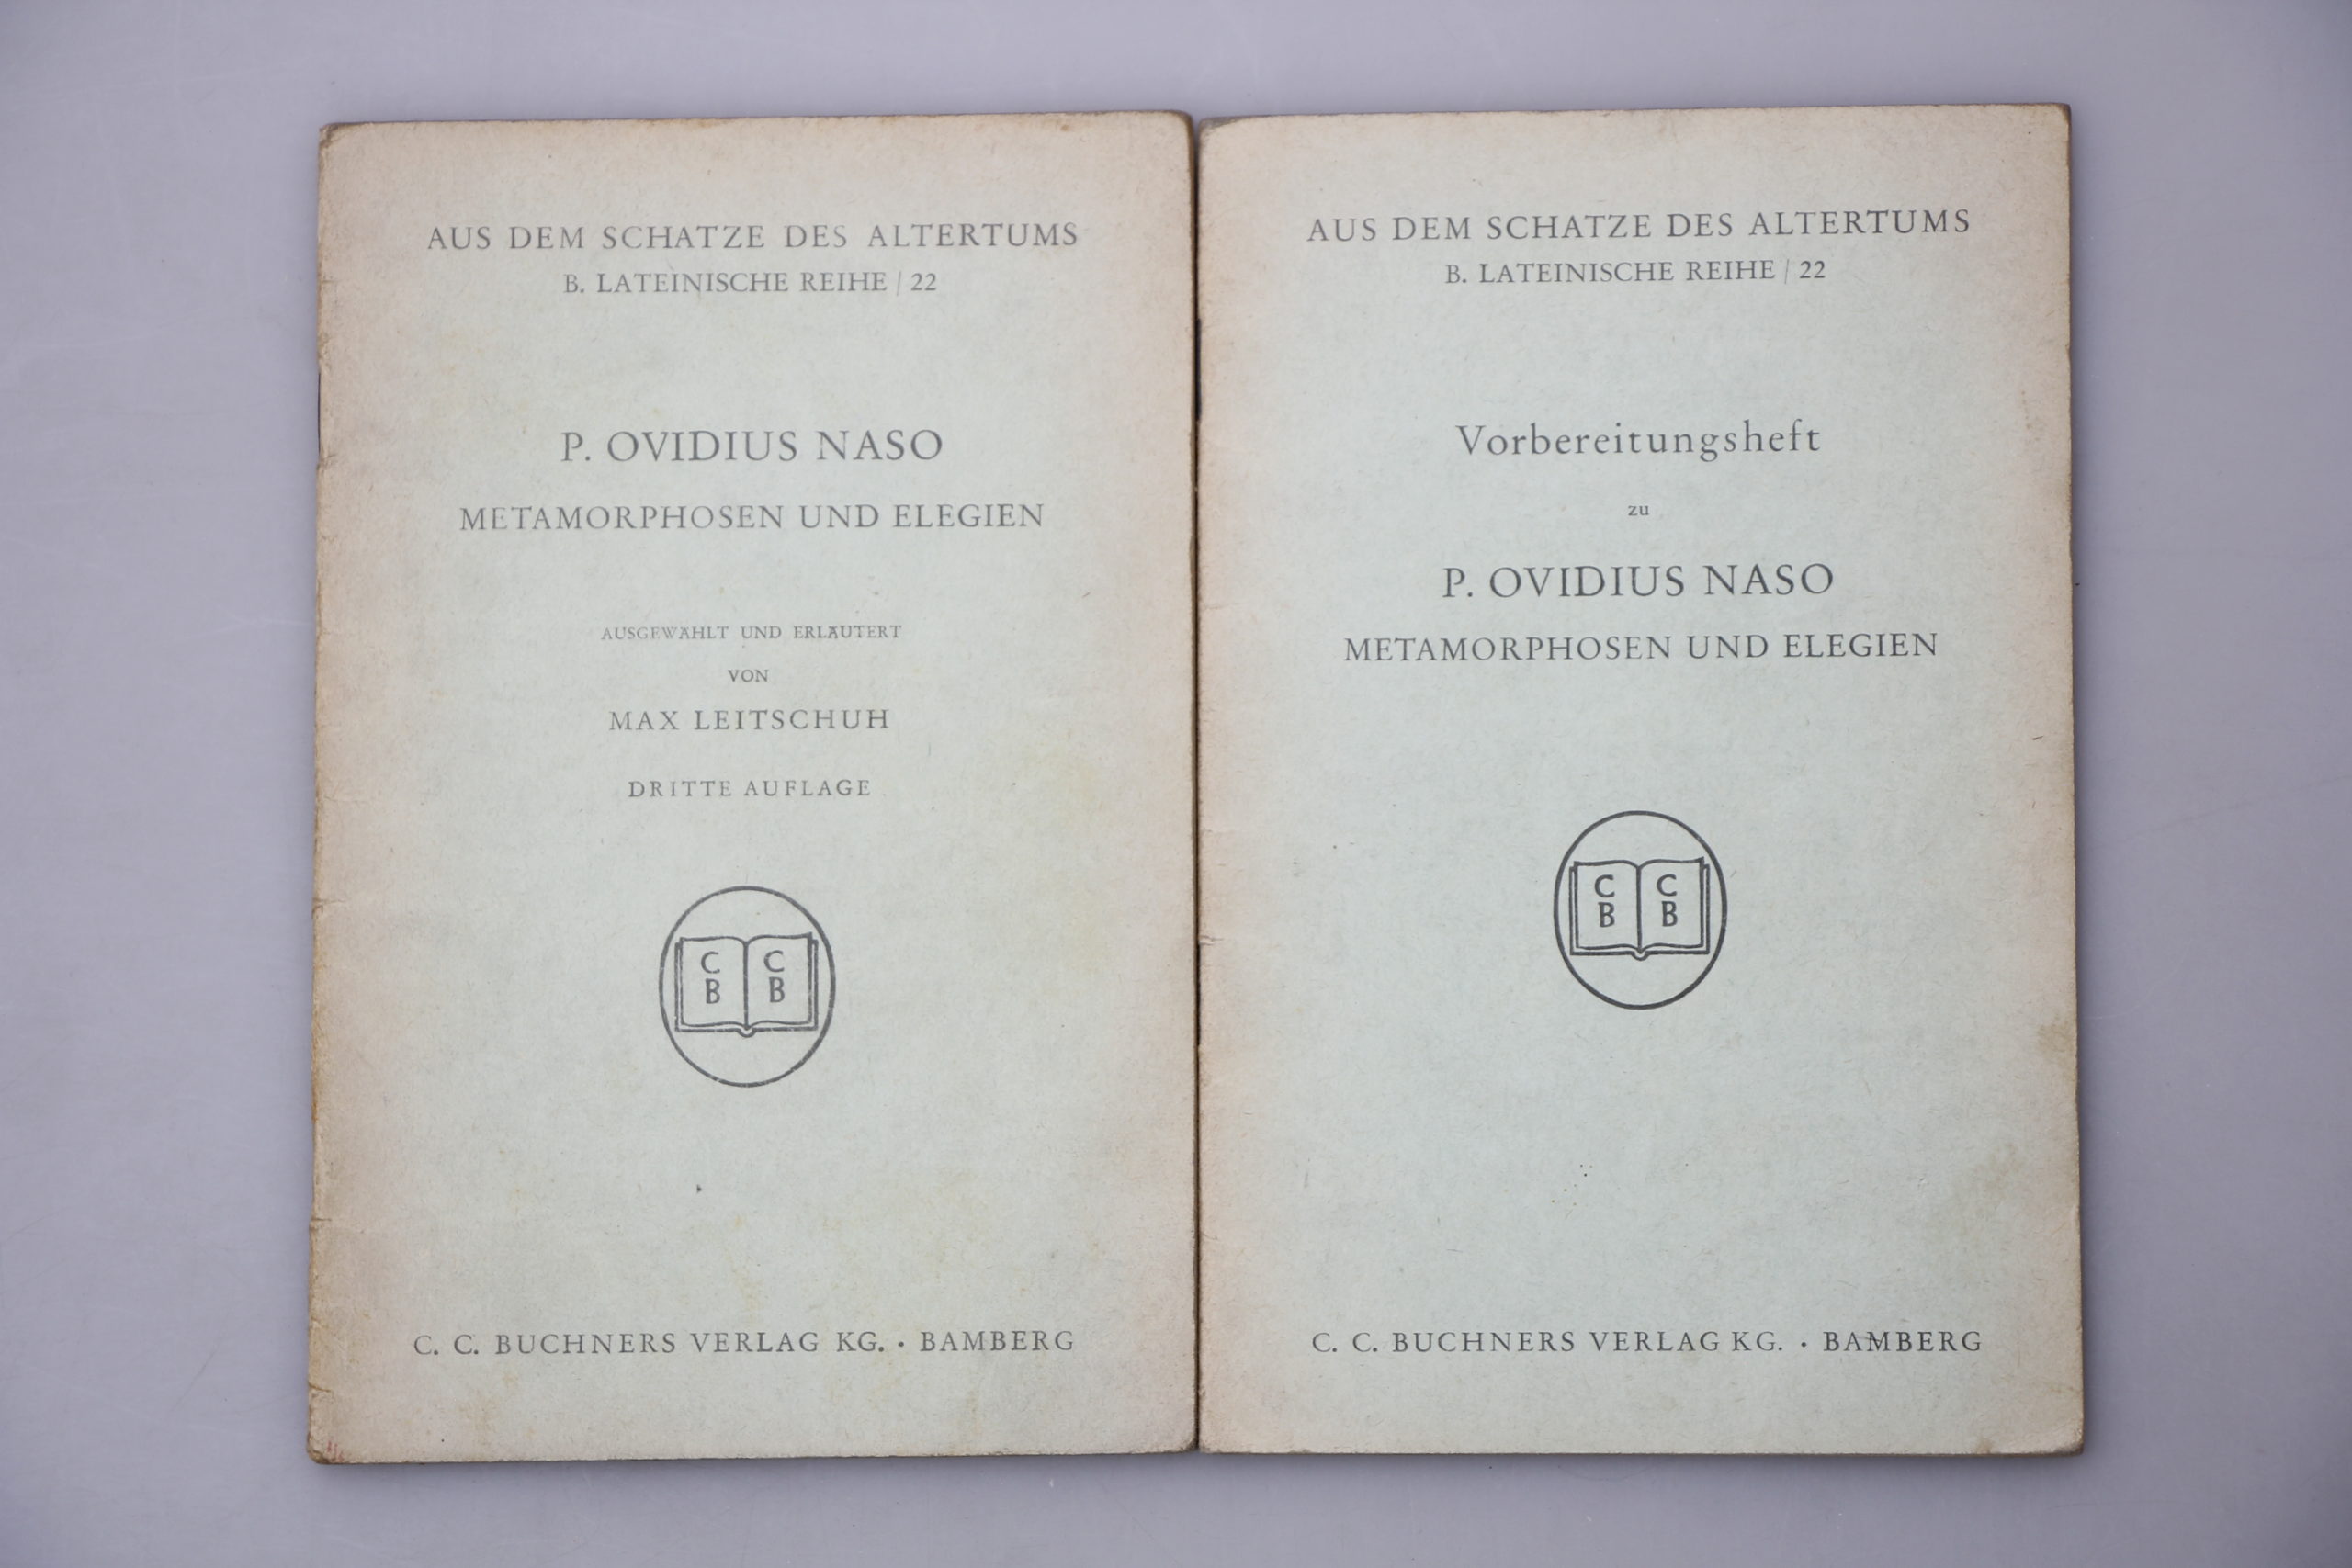 AUS DEM SCHATZE DES ALTERTUMS
B. LATEINISCHE REIHE / 22
P. OVIDIUS NASO
METAMORPHOSEN UND ELEGIEN
AUSGEWÄHLT UND ERLÄUTERT
VON
MAX LEITSCHUH
DRITTE AUFLAGE
C C
B B
C. C. BUCHNERS VERLAG KG. · BAMBERG
AUS DEM SCHATZE DES ALTERTUMS
B. LATEINISCHE REIHE / 22
Vorbereitungsheft
zu
P. OVIDIUS NASO
METAMORPHOSEN UND ELEGIEN
C C
B B
C. C. BUCHNERS VERLAG KG. · BAMBERG